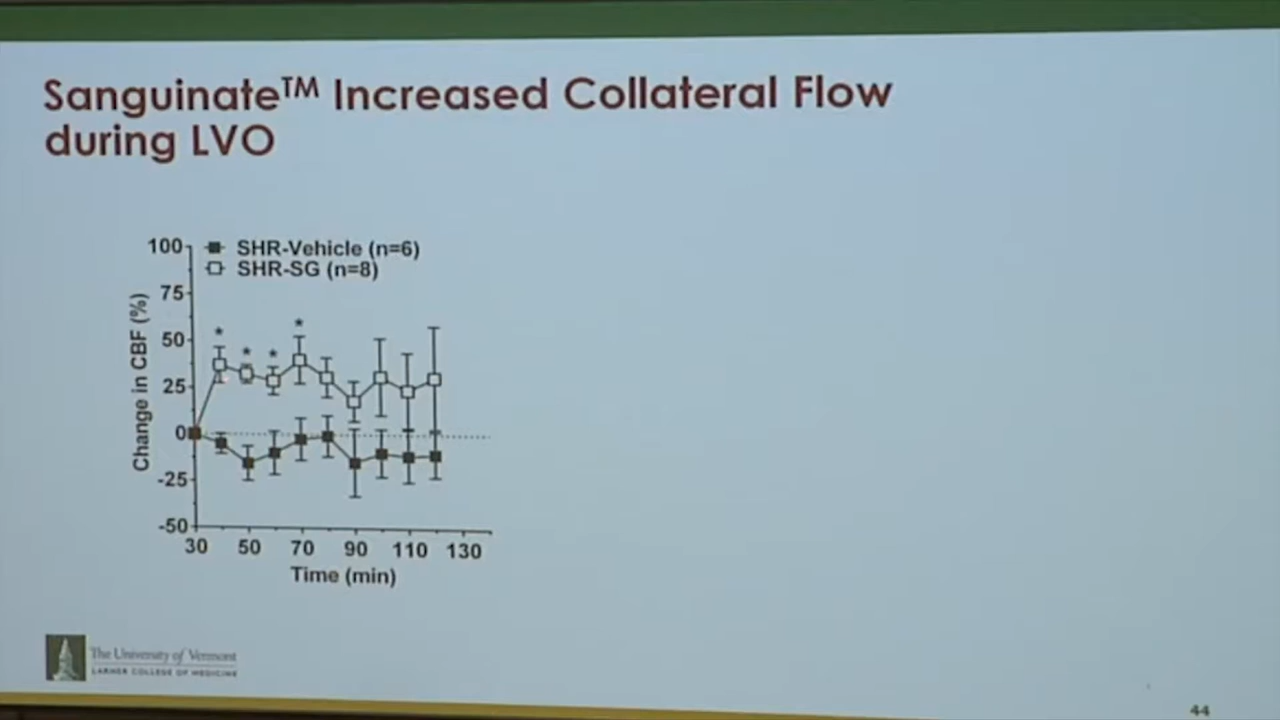 Sanguinate™ Increased Collateral Flow
during LVO
SHR-Vehicle (n=6)
SHR-SG (n=8)
100
75
50
25
0
-25
-50
Change in CBF (%)
* * * *
30 50 70 90 110 130
Time (min)
The University of Vermont
LARNER COLLEGE OF MEDICINE
44